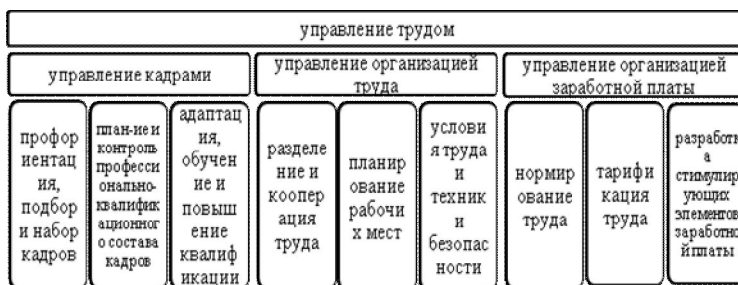 управление трудом
управление кадрами
управление организацией
труда
управление организацией
заработной платы
профор
иентац
ия,
подбор
и набор
кадров
план-ие и
контроль
професси
онально-
квалифик
ационног
о состава
кадров
адаптац
ия,
обучен
ие и
повыш
ение
квалиф
икации
разделе
ние и
коопер
ация
труда
планир
ование
рабочи
х мест
услови
я труда
и
техник
и
безопас
ности
нормир
ование
труда
тарифи
кация
труда
разработк
а
стимулир
ующих
элементов
заработно
й платы